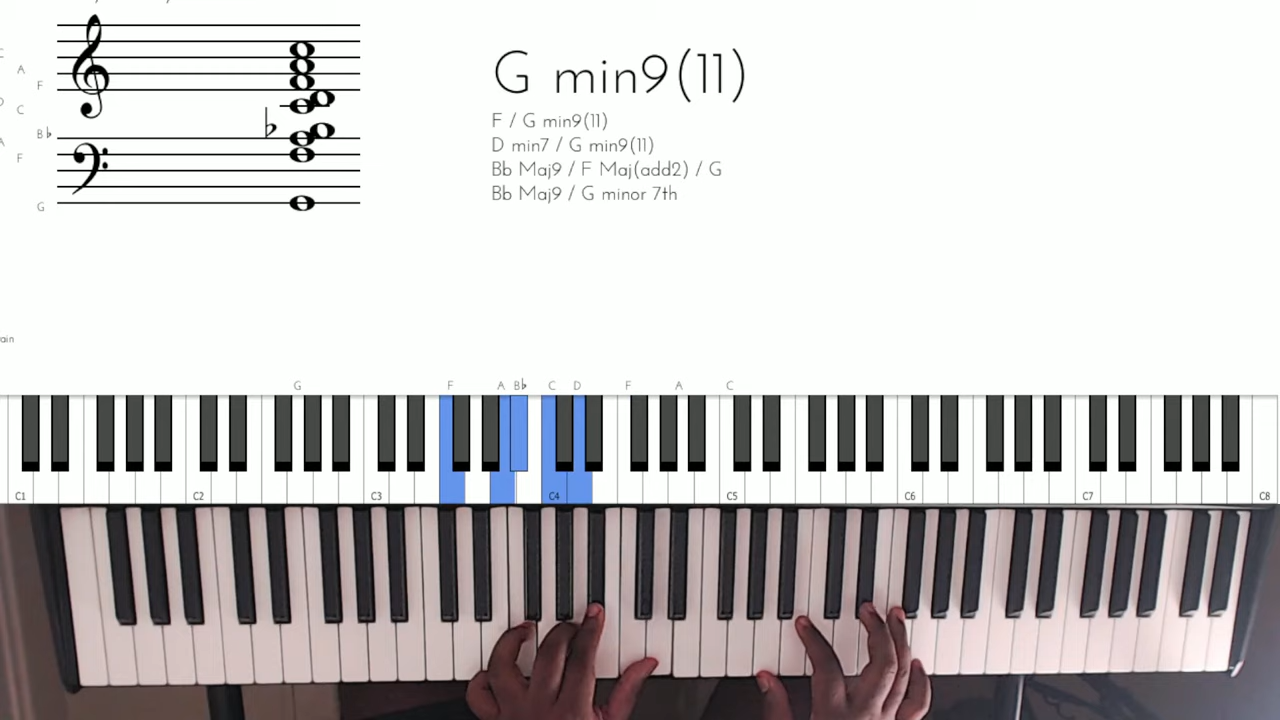 G min9(11)
F / G min9(11)
D min7 / G min9(11)
Bb Maj9 / F Maj(add2) / G
Bb Maj9 / G minor 7th
C
A
F
D
C
B♭
A
F
G
ain
G F A B♭ C D F A C
C1 C2 C3 C4 C5 C6 C7 C8